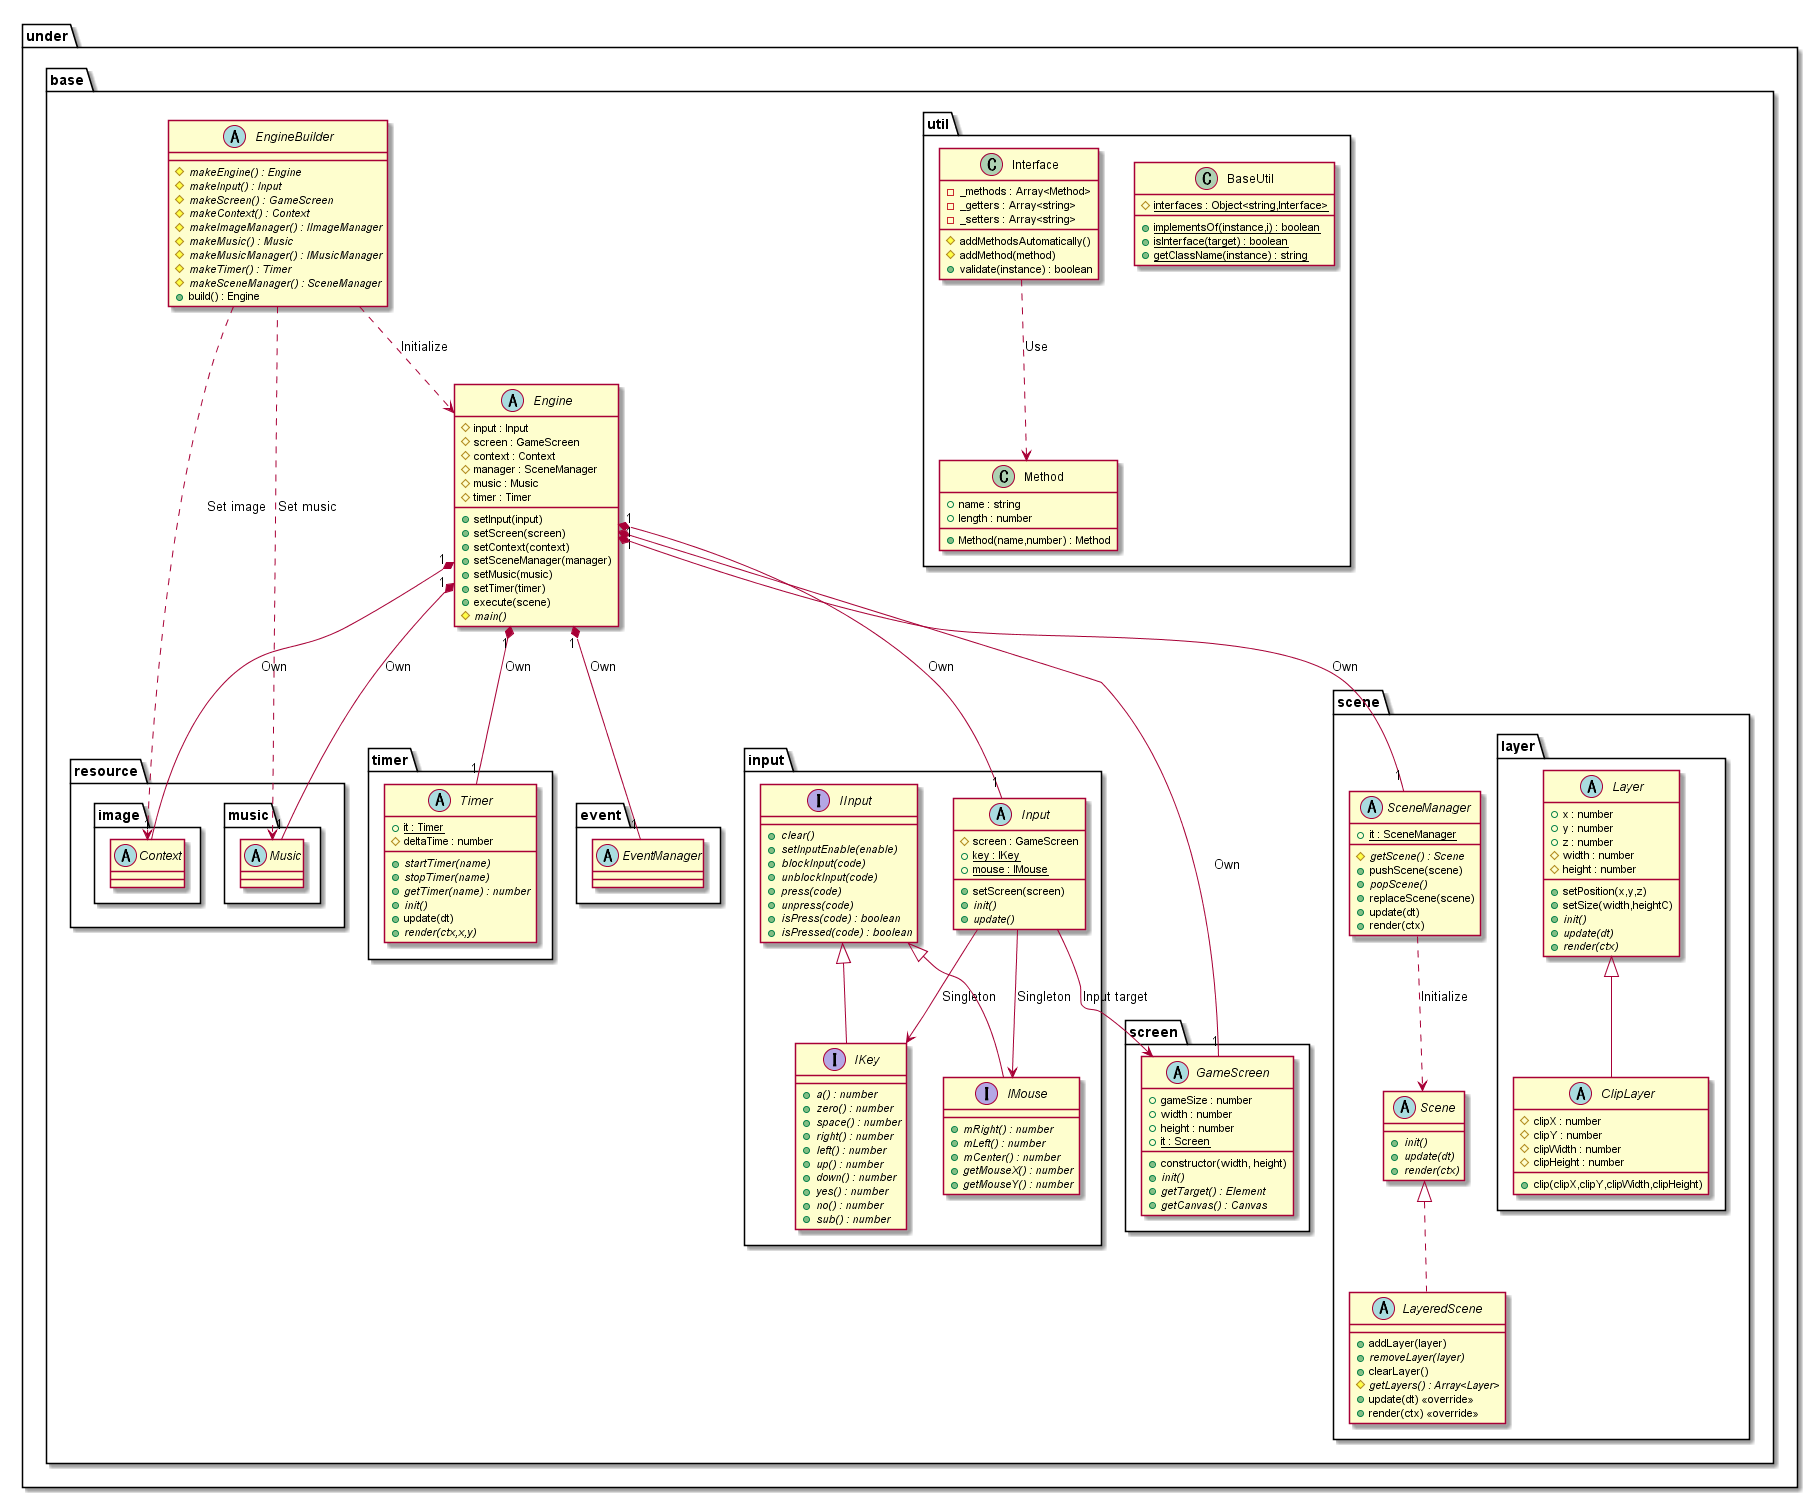 under
base
EngineBuilder
makeEngine() : Engine
makeInput() : Input
makeScreen() : GameScreen
makeContext() : Context
makeImageManager() : IImageManager
makeMusic() : Music
makeMusicManager() : IMusicManager
makeTimer() : Timer
makeSceneManager() : SceneManager
build() : Engine
util
Interface
_methods : Array<Method>
_getters : Array<string>
_setters : Array<string>
addMethodsAutomatically()
addMethod(method)
validate(instance) : boolean
BaseUtil
interfaces : Object<string,Interface>
implementsOf(instance,i) : boolean
isInterface(target) : boolean
getClassName(instance) : string
Initialize
Use
Engine
input : Input
screen : GameScreen
context : Context
manager : SceneManager
music : Music
timer : Timer
setInput(input)
setScreen(screen)
setContext(context)
setSceneManager(manager)
setMusic(music)
setTimer(timer)
execute(scene)
main()
Method
name : string
length : number
Method(name,number) : Method
Set image
Set music
1
1
1
1
1
1
1
Own
Own
Own
Own
Own
Own
Own
resource
image
Context
1
music
Music
1
timer
1
Timer
it : Timer
deltaTime : number
startTimer(name)
stopTimer(name)
getTimer(name) : number
init()
update(dt)
render(ctx,x,y)
event
1
EventManager
input
IInput
clear()
setInputEnable(enable)
blockInput(code)
unblockInput(code)
press(code)
unpress(code)
isPress(code) : boolean
isPressed(code) : boolean
1
Input
screen : GameScreen
key : IKey
mouse : IMouse
setScreen(screen)
init()
update()
Singleton
Singleton
Input target
IKey
a() : number
zero() : number
space() : number
right() : number
left() : number
up() : number
down() : number
yes() : number
no() : number
sub() : number
IMouse
mRight() : number
mLeft() : number
mCenter() : number
getMouseX() : number
getMouseY() : number
screen
1
GameScreen
gameSize : number
width : number
height : number
it : Screen
constructor(width, height)
init()
getTarget() : Element
getCanvas() : Canvas
scene
1
SceneManager
it : SceneManager
getScene() : Scene
pushScene(scene)
popScene()
replaceScene(scene)
update(dt)
render(ctx)
Initialize
Scene
init()
update(dt)
render(ctx)
LayeredScene
addLayer(layer)
removeLayer(layer)
clearLayer()
getLayers() : Array<Layer>
update(dt) «override»
render(ctx) «override»
layer
Layer
x : number
y : number
z : number
width : number
height : number
setPosition(x,y,z)
setSize(width,heightC)
init()
update(dt)
render(ctx)
ClipLayer
clipX : number
clipY : number
clipWidth : number
clipHeight : number
clip(clipX,clipY,clipWidth,clipHeight)